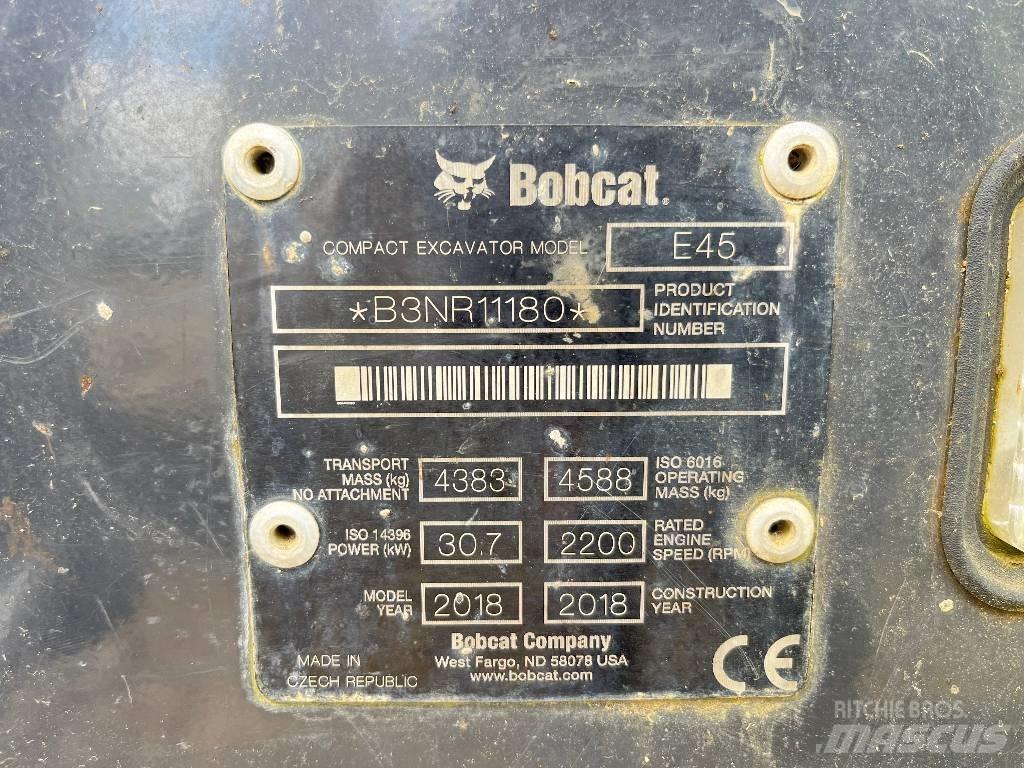 Bobcat®
COMPACT EXCAVATOR MODEL E45
*B3NR11180*
PRODUCT
IDENTIFICATION
NUMBER
TRANSPORT
MASS (kg)
NO ATTACHMENT
4383
4588
ISO 6016
OPERATING
MASS (kg)
ISO 14396
POWER (kW)
30.7
2200
RATED
ENGINE
SPEED (RPM)
MODEL
YEAR
2018
2018
CONSTRUCTION
YEAR
Bobcat Company
West Fargo, ND 58078 USA
www.bobcat.com
MADE IN
CZECH REPUBLIC
CE
RITCHIE BROS.
MASCUS